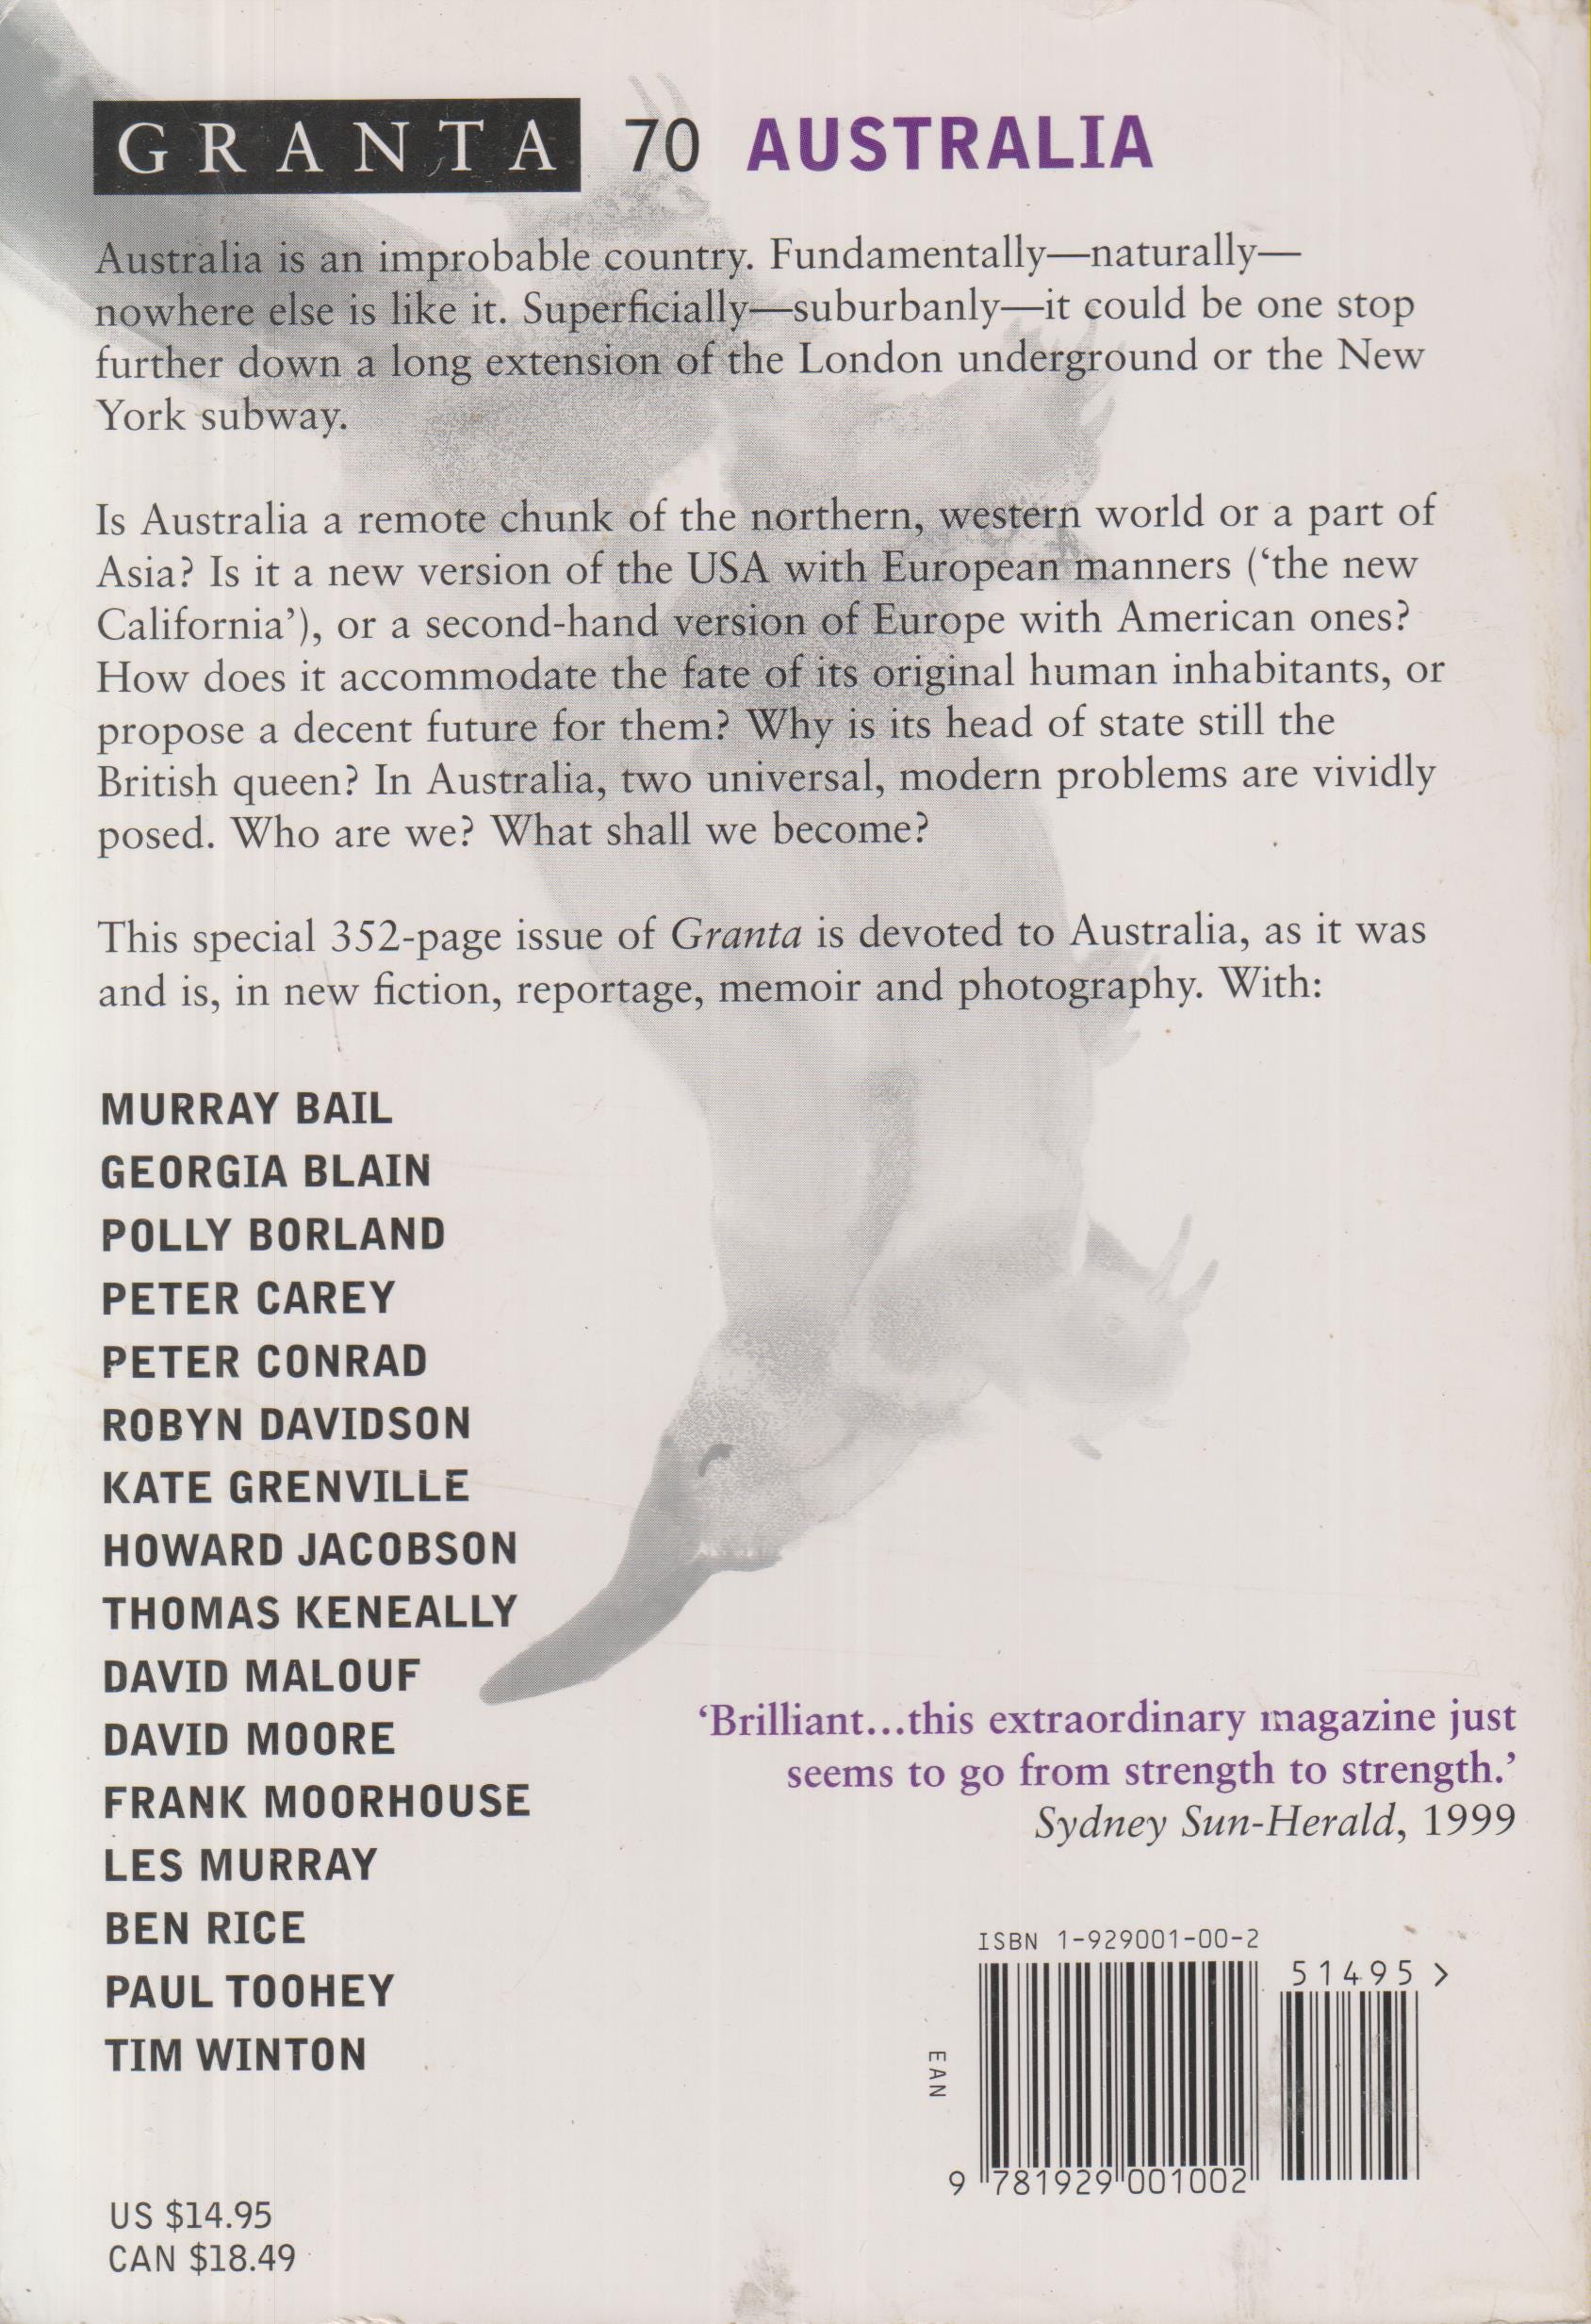 GRANTA 70 AUSTRALIA
Australia is an improbable country. Fundamentally—naturally—
nowhere else is like it. Superficially—suburbanly—it could be one stop
further down a long extension of the London underground or the New
York subway.
Is Australia a remote chunk of the northern, western world or a part of
Asia? Is it a new version of the USA with European manners (‘the new
California’), or a second-hand version of Europe with American ones?
How does it accommodate the fate of its original human inhabitants, or
propose a decent future for them? Why is its head of state still the
British queen? In Australia, two universal, modern problems are vividly
posed. Who are we? What shall we become?
This special 352-page issue of Granta is devoted to Australia, as it was
and is, in new fiction, reportage, memoir and photography. With:
MURRAY BAIL
GEORGIA BLAIN
POLLY BORLAND
PETER CAREY
PETER CONRAD
ROBYN DAVIDSON
KATE GRENVILLE
HOWARD JACOBSON
THOMAS KENEALLY
DAVID MALOUF
DAVID MOORE
FRANK MOORHOUSE
LES MURRAY
BEN RICE
PAUL TOOHEY
TIM WINTON
‘Brilliant...this extraordinary magazine just
seems to go from strength to strength.’
Sydney Sun-Herald, 1999
ISBN 1-929001-00-2
51495 >
EAN
9 781929 001002
US $14.95
CAN $18.49